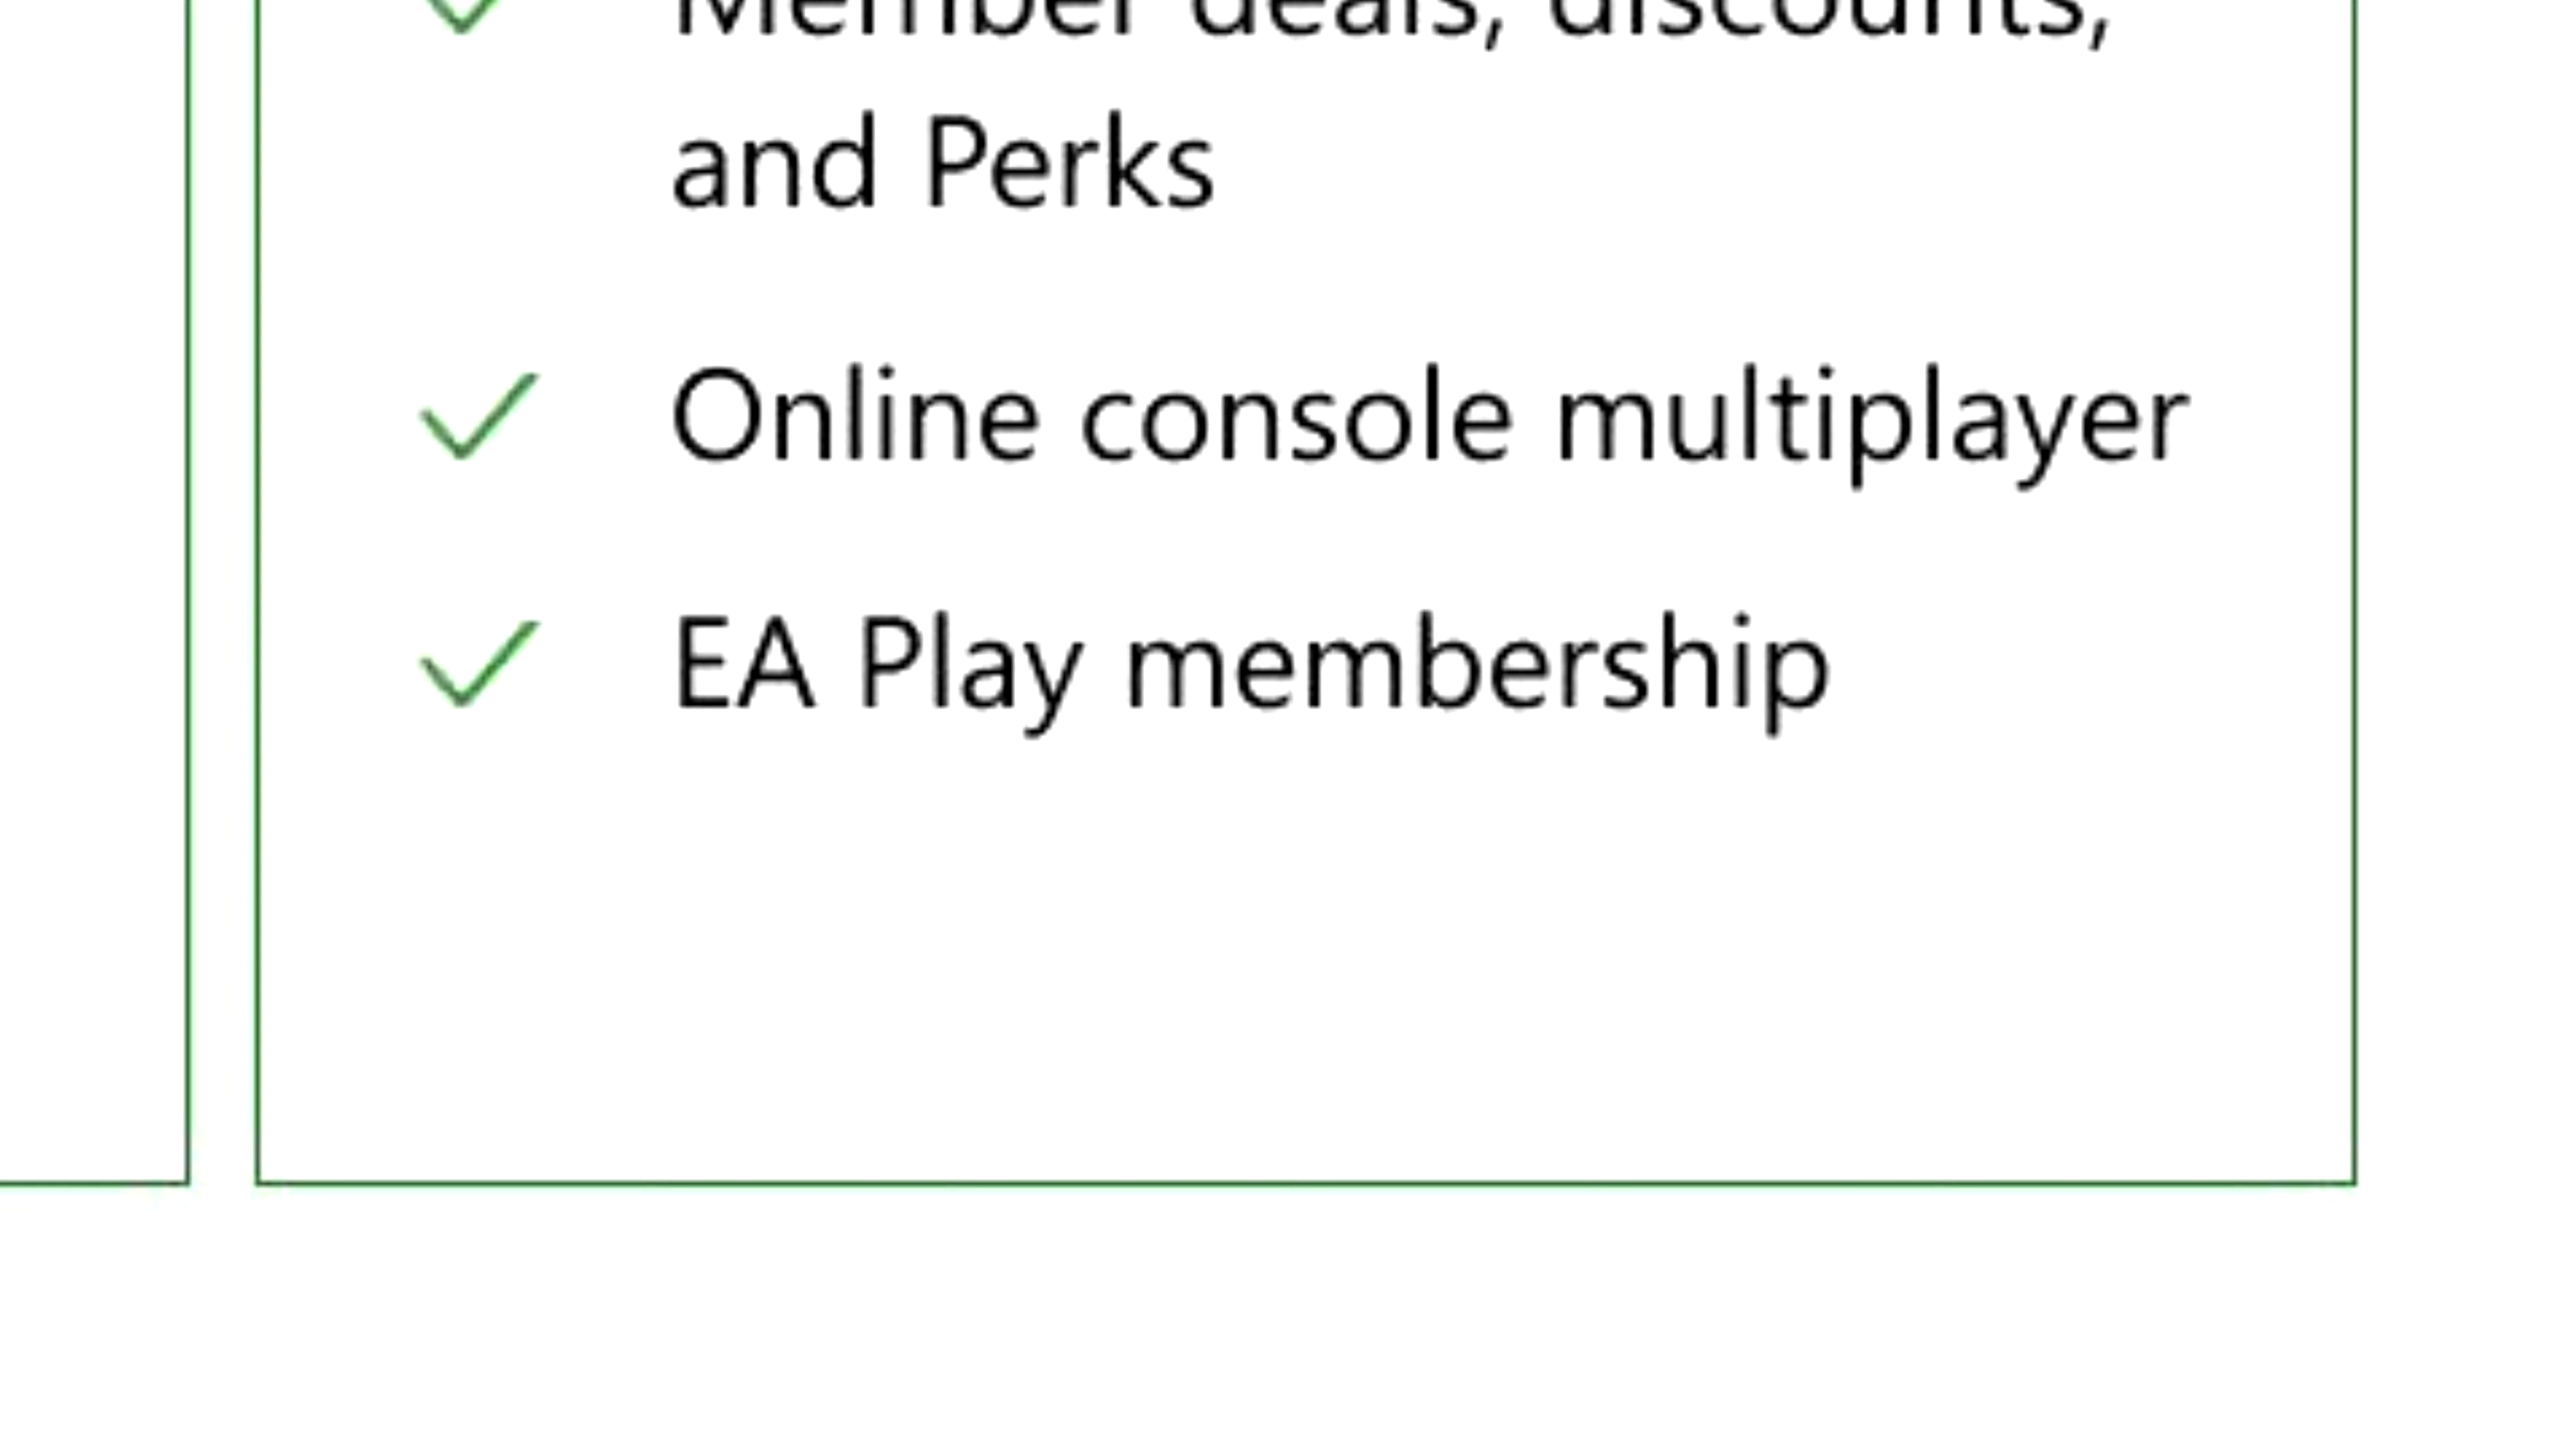 Member deals, discounts,
and Perks
Online console multiplayer
EA Play membership